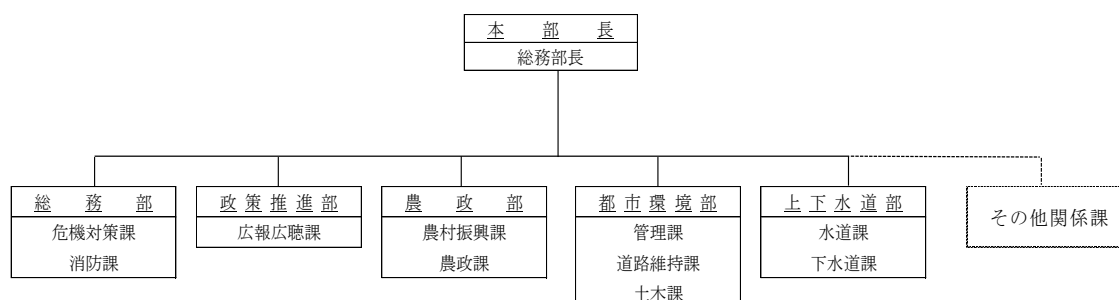 本部長
総務部長
総務部
危機対策課
消防課
政策推進部
広報広聴課
農政部
農村振興課
農政課
都市環境部
管理課
道路維持課
土木課
上下水道部
水道課
下水道課
その他関係課